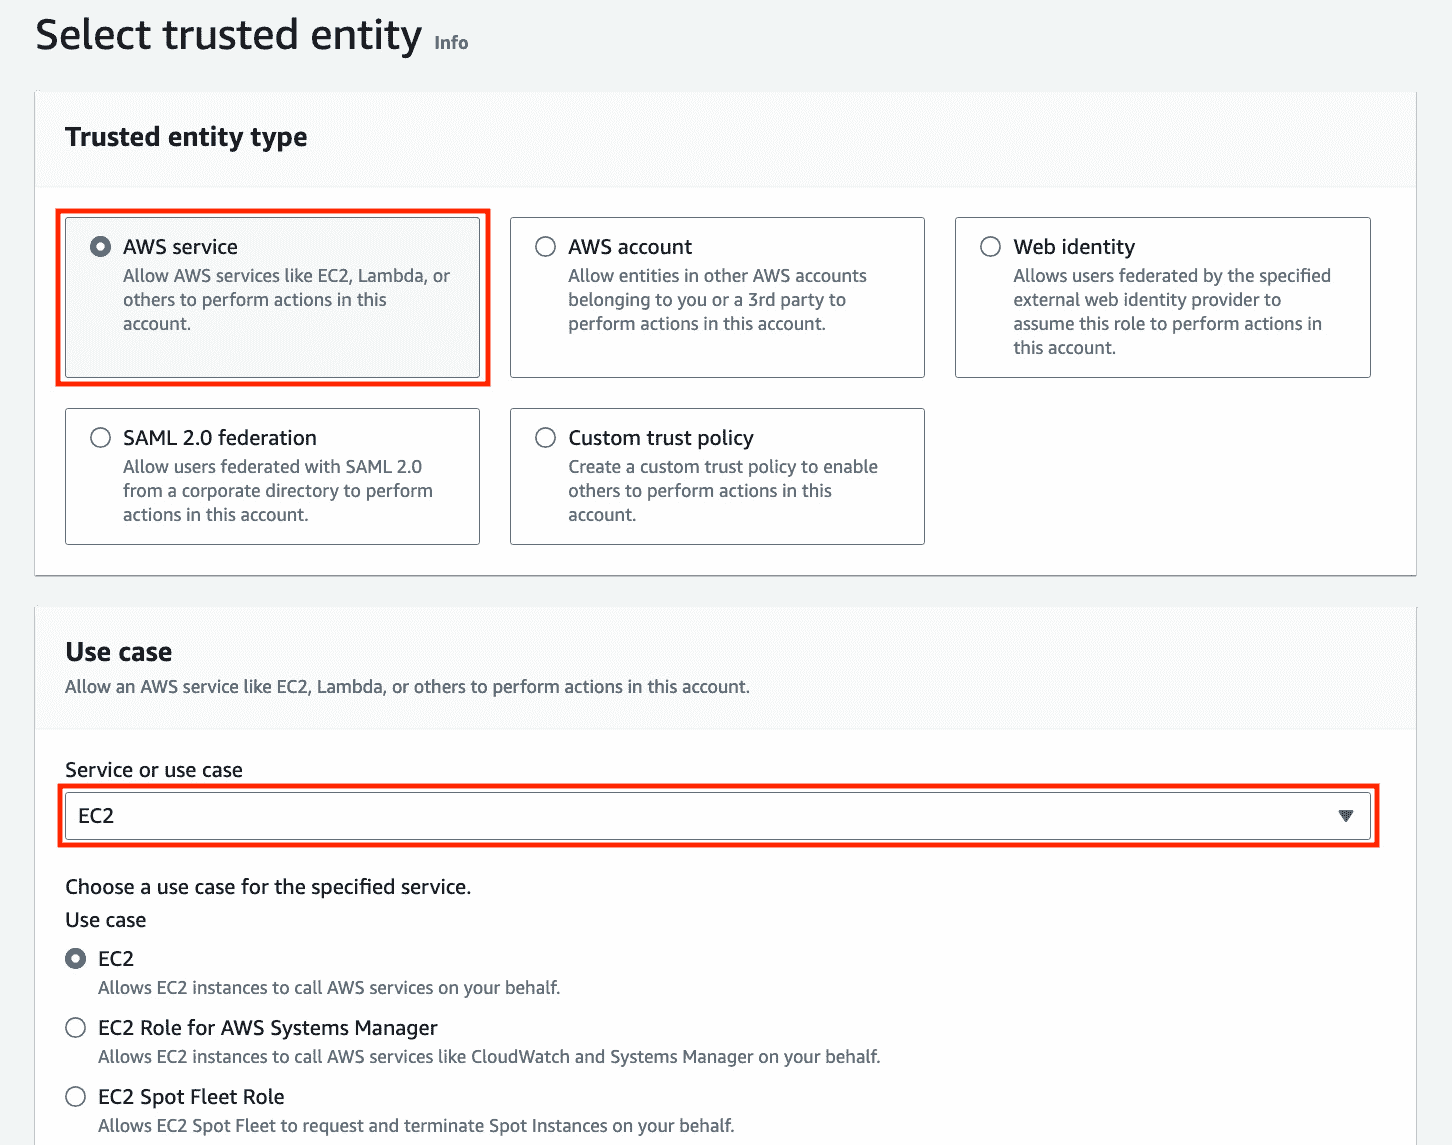 Select trusted entity Info
Trusted entity type
AWS service
Allow AWS services like EC2, Lambda, or
others to perform actions in this
account.
AWS account
Allow entities in other AWS accounts
belonging to you or a 3rd party to
perform actions in this account.
Web identity
Allows users federated by the specified
external web identity provider to
assume this role to perform actions in
this account.
SAML 2.0 federation
Allow users federated with SAML 2.0
from a corporate directory to perform
actions in this account.
Custom trust policy
Create a custom trust policy to enable
others to perform actions in this
account.
Use case
Allow an AWS service like EC2, Lambda, or others to perform actions in this account.
Service or use case
EC2
Choose a use case for the specified service.
Use case
EC2
Allows EC2 instances to call AWS services on your behalf.
EC2 Role for AWS Systems Manager
Allows EC2 instances to call AWS services like CloudWatch and Systems Manager on your behalf.
EC2 Spot Fleet Role
Allows EC2 Spot Fleet to request and terminate Spot Instances on your behalf.